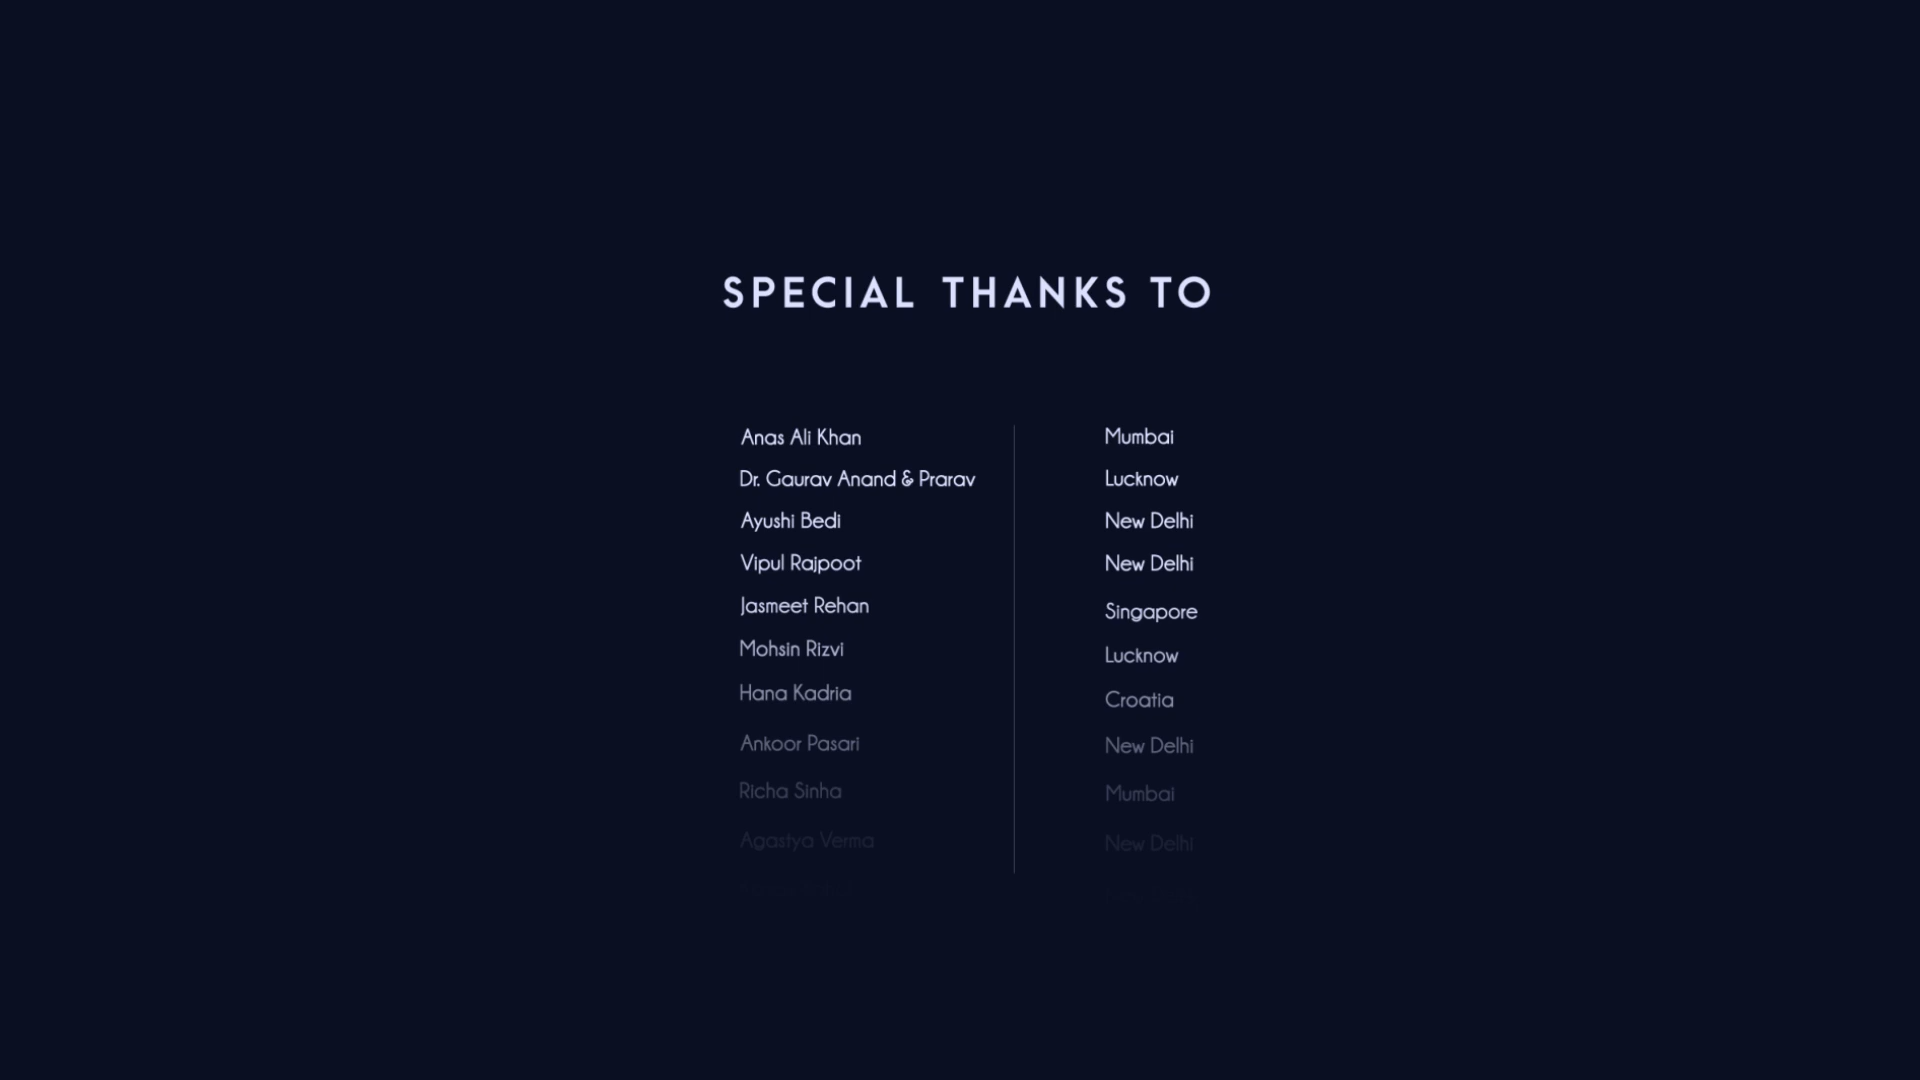 SPECIAL THANKS TO
Anas Ali Khan Mumbai
Dr. Gaurav Anand & Prarav Lucknow
Ayushi Bedi New Delhi
Vipul Rajpoot New Delhi
Jasmeet Rehan Singapore
Mohsin Rizvi Lucknow
Hana Kadria Croatia
Ankoor Pasari New Delhi
Richa Sinha Mumbai
Agastya Verma New Delhi